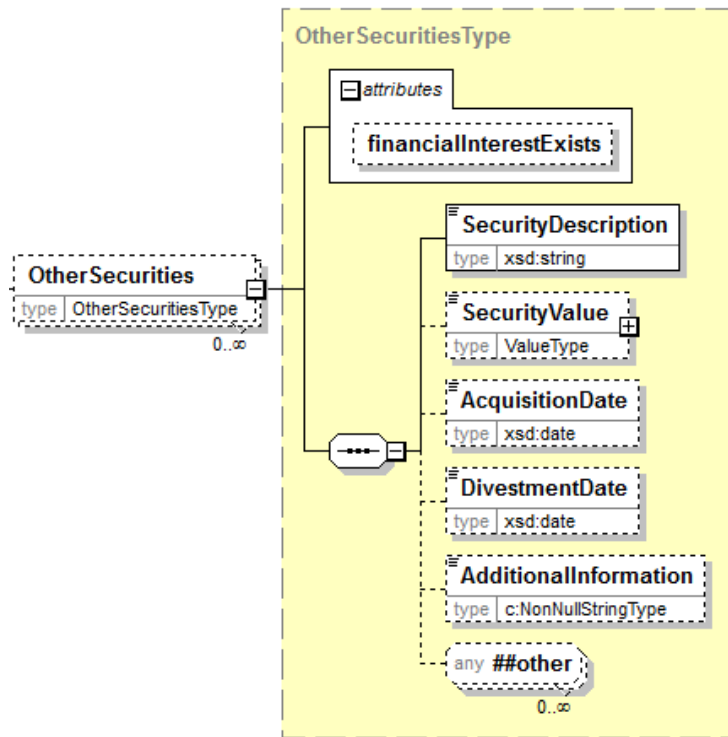 OtherSecuritiesType
attributes
financialInterestExists
OtherSecurities
type OtherSecuritiesType
0..∞
SecurityDescription
type xsd:string
SecurityValue
type ValueType
AcquisitionDate
type xsd:date
DivestmentDate
type xsd:date
AdditionalInformation
type c:NonNullStringType
any ##other
0..∞